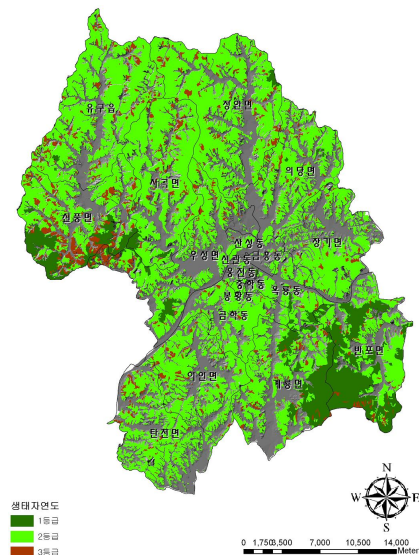 정안면
유구읍
의당면
사곡면
신풍면
장기면
산성동
우성면
신관동
금흥동
웅진동
중학동
옥룡동
봉황동
금학동
반포면
이인면
계룡면
탄천면
생태자연도
1등급
2등급
3등급
N
W E
S
0 1,750 3,500 7,000 10,500 14,000
Meter